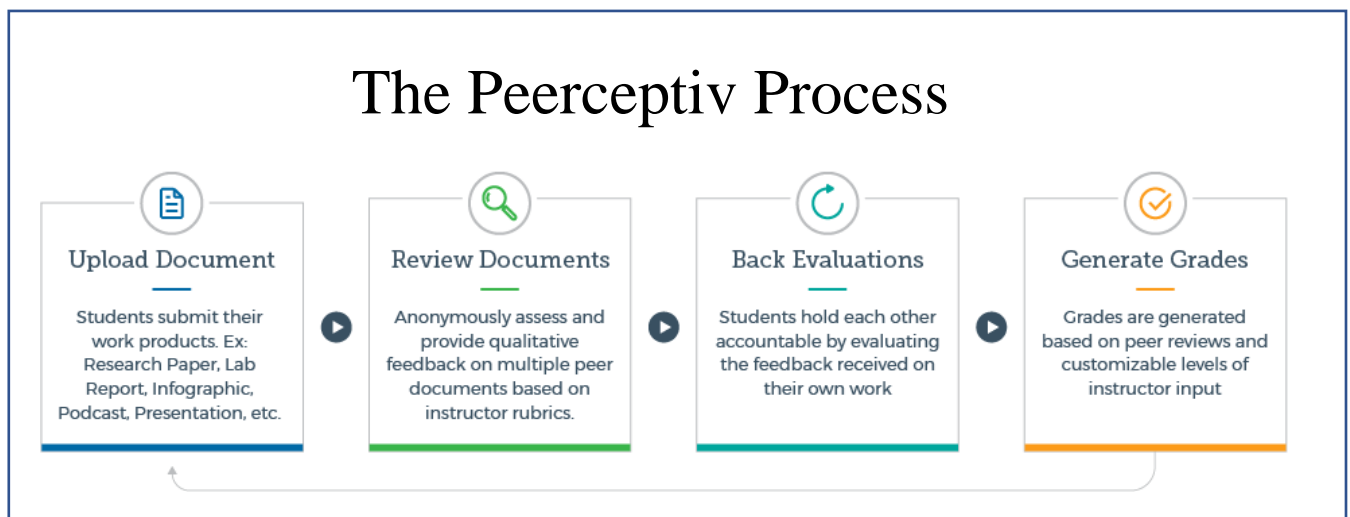 The Peerceptiv Process
Upload Document
Students submit their
work products. Ex:
Research Paper, Lab
Report, Infographic,
Podcast, Presentation, etc.
Review Documents
Anonymously assess and
provide qualitative
feedback on multiple peer
documents based on
instructor rubrics.
Back Evaluations
Students hold each other
accountable by evaluating
the feedback received on
their own work
Generate Grades
Grades are generated
based on peer reviews and
customizable levels of
instructor input